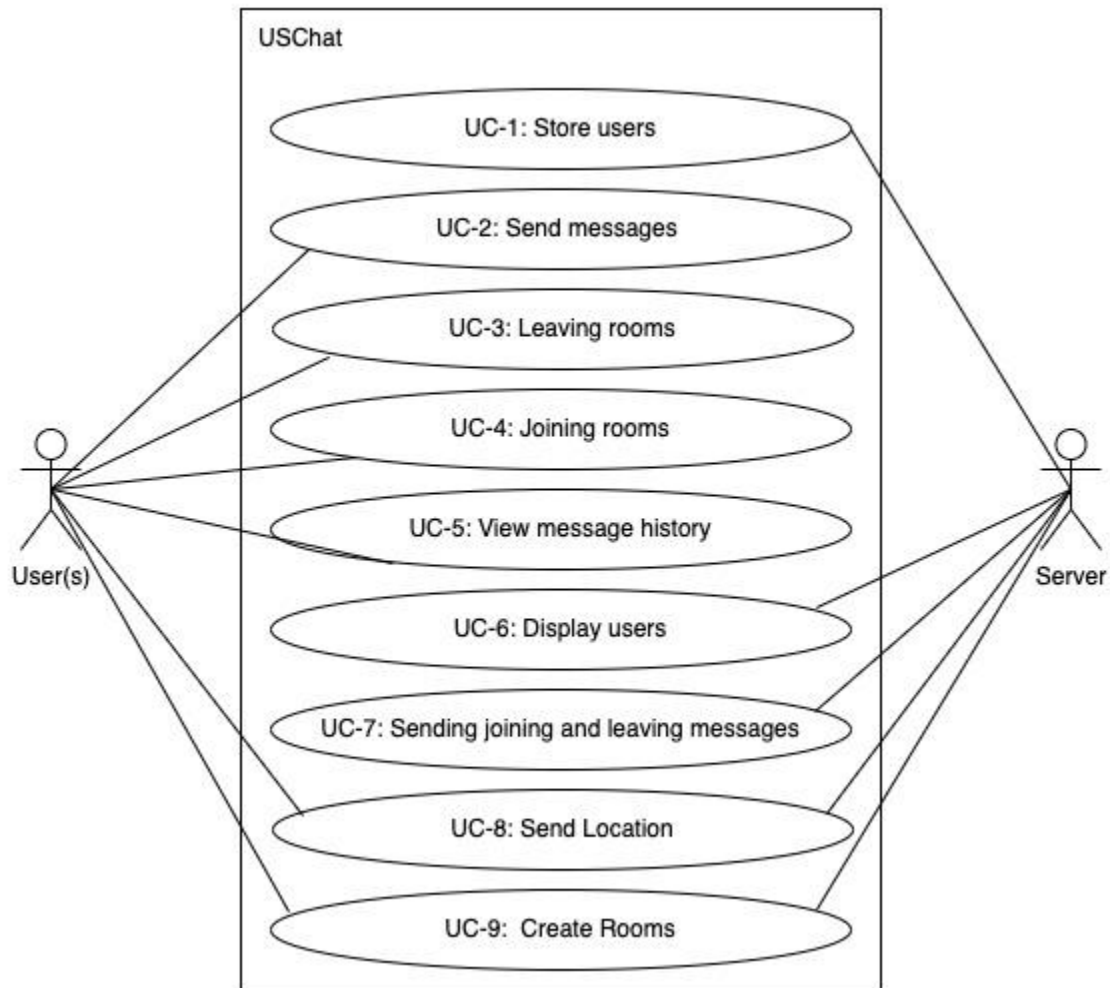 USChat
UC-1: Store users
UC-2: Send messages
UC-3: Leaving rooms
UC-4: Joining rooms
UC-5: View message history
User(s)
Server
UC-6: Display users
UC-7: Sending joining and leaving messages
UC-8: Send Location
UC-9: Create Rooms